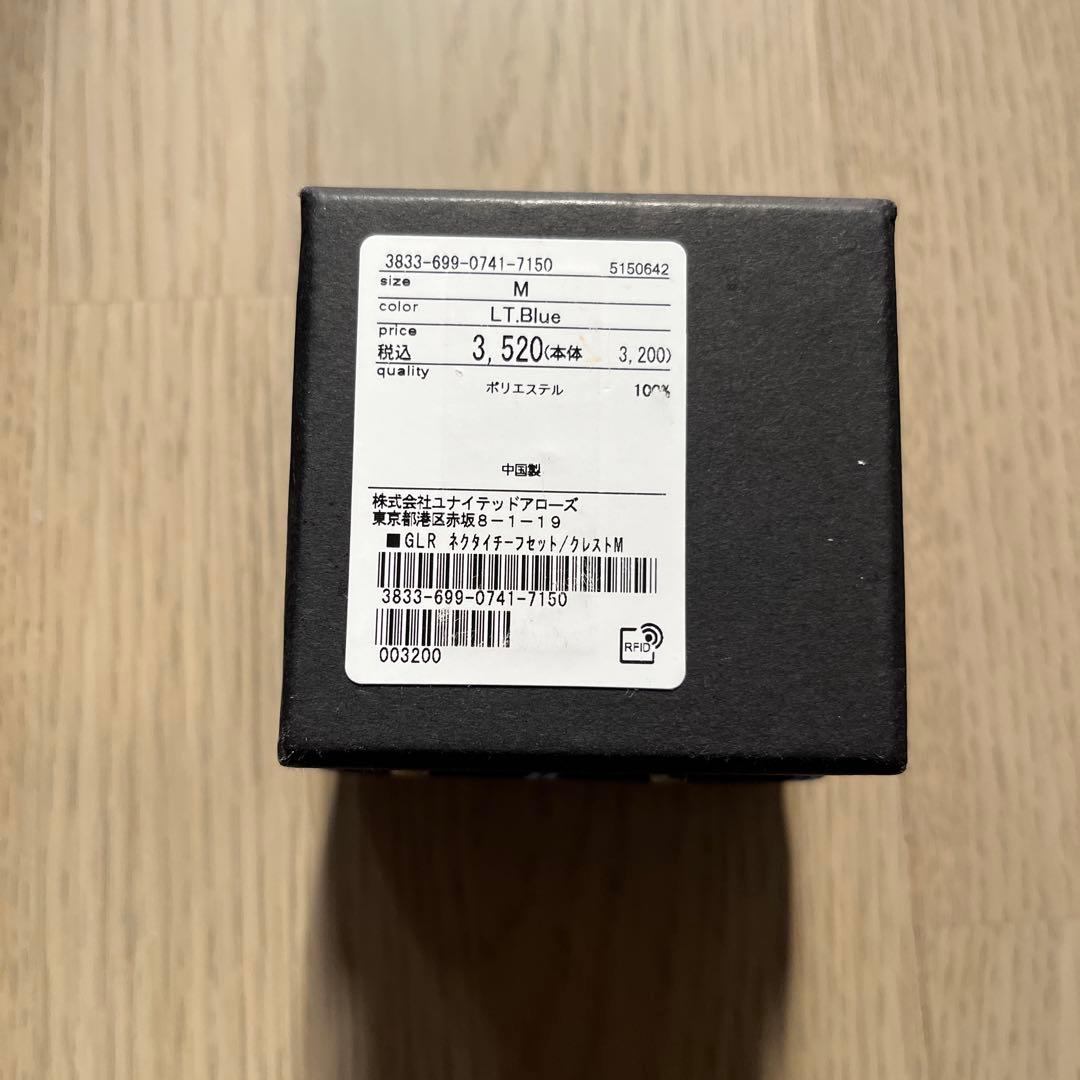 3833-699-0741-7150 5150642
size M
color LT.Blue
price
税込 3,520(本体 3,200)
quality
ポリエステル 100%
中国製
株式会社ユナイテッドアローズ
東京都港区赤坂8-1-19
■GLR ネクタイチーフセット/クレストM
3833-699-0741-7150
003200
RFID